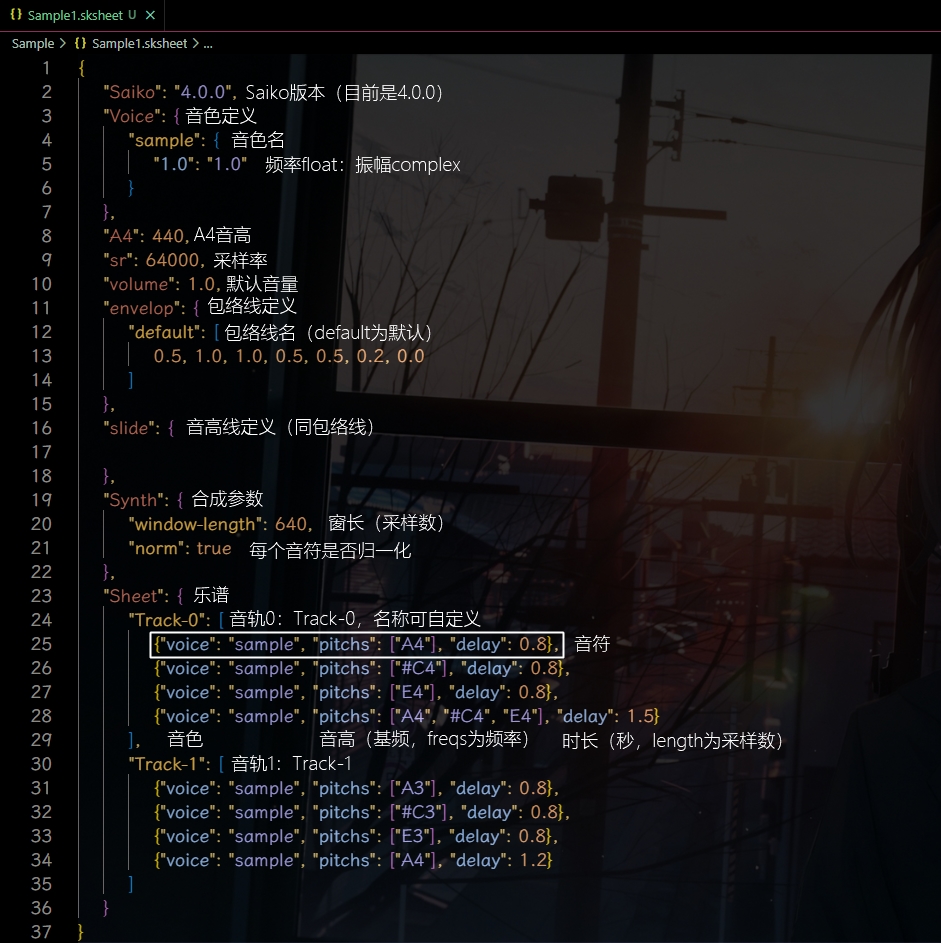 {} Sample1.sksheet U ×
Sample > {} Sample1.sksheet > ...
1 {
2 "Saiko": "4.0.0", Saiko版本（目前是4.0.0）
3 "Voice": { 音色定义
4 "sample": { 音色名
5 "1.0": "1.0" 频率float：振幅complex
6 }
7 },
8 "A4": 440, A4音高
9 "sr": 64000, 采样率
10 "volume": 1.0, 默认音量
11 "envelop": { 包络线定义
12 "default": [ 包络线名（default为默认）
13 0.5, 1.0, 1.0, 0.5, 0.5, 0.2, 0.0
14 ]
15 },
16 "slide": { 音高线定义（同包络线）
17
18 },
19 "Synth": { 合成参数
20 "window-length": 640, 窗长（采样数）
21 "norm": true 每个音符是否归一化
22 },
23 "Sheet": { 乐谱
24 "Track-0": [ 音轨0：Track-0，名称可自定义
25 {"voice": "sample", "pitchs": ["A4"], "delay": 0.8}, 音符
26 {"voice": "sample", "pitchs": ["#C4"], "delay": 0.8},
27 {"voice": "sample", "pitchs": ["E4"], "delay": 0.8},
28 {"voice": "sample", "pitchs": ["A4", "#C4", "E4"], "delay": 1.5}
29 ], 音色 音高（基频，freqs为频率） 时长（秒，length为采样数）
30 "Track-1": [ 音轨1：Track-1
31 {"voice": "sample", "pitchs": ["A3"], "delay": 0.8},
32 {"voice": "sample", "pitchs": ["#C3"], "delay": 0.8},
33 {"voice": "sample", "pitchs": ["E3"], "delay": 0.8},
34 {"voice": "sample", "pitchs": ["A4"], "delay": 1.2}
35 ]
36 }
37 }